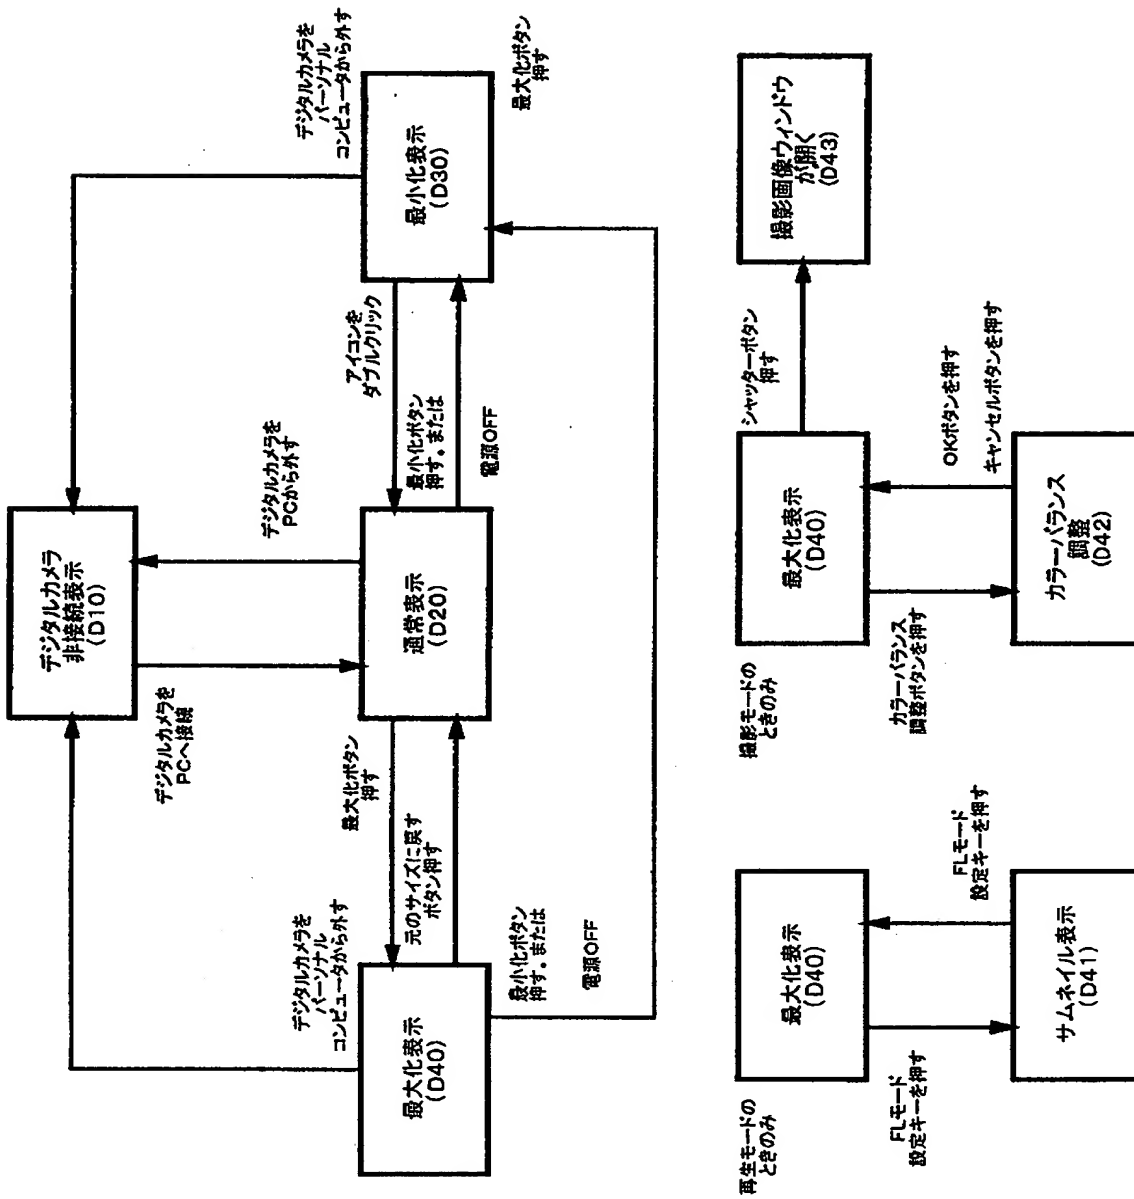 デジタルカメラ
非接続表示
(D10)
デジタルカメラを
PCへ接続
デジタルカメラを
PCから外す
デジタルカメラを
パーソナル
コンピュータから外す
デジタルカメラを
パーソナル
コンピュータから外す
最大化表示
(D40)
最大化ボタン
押す
元のサイズに戻す
ボタン押す
通常表示
(D20)
アイコンを
ダブルクリック
最小化ボタン
押す。または
電源OFF
最小化表示
(D30)
最大化ボタン
押す
最小化ボタン
押す。または
電源OFF
再生モードの
ときのみ
最大化表示
(D40)
FLモード
設定キーを押す
FLモード
設定キーを押す
サムネイル表示
(D41)
撮影モードの
ときのみ
最大化表示
(D40)
シャッターボタン
押す
撮影画像ウィンドウ
が開く
(D43)
カラーバランス
調整ボタンを押す
OKボタンを押す
キャンセルボタンを押す
カラーバランス
調整
(D42)